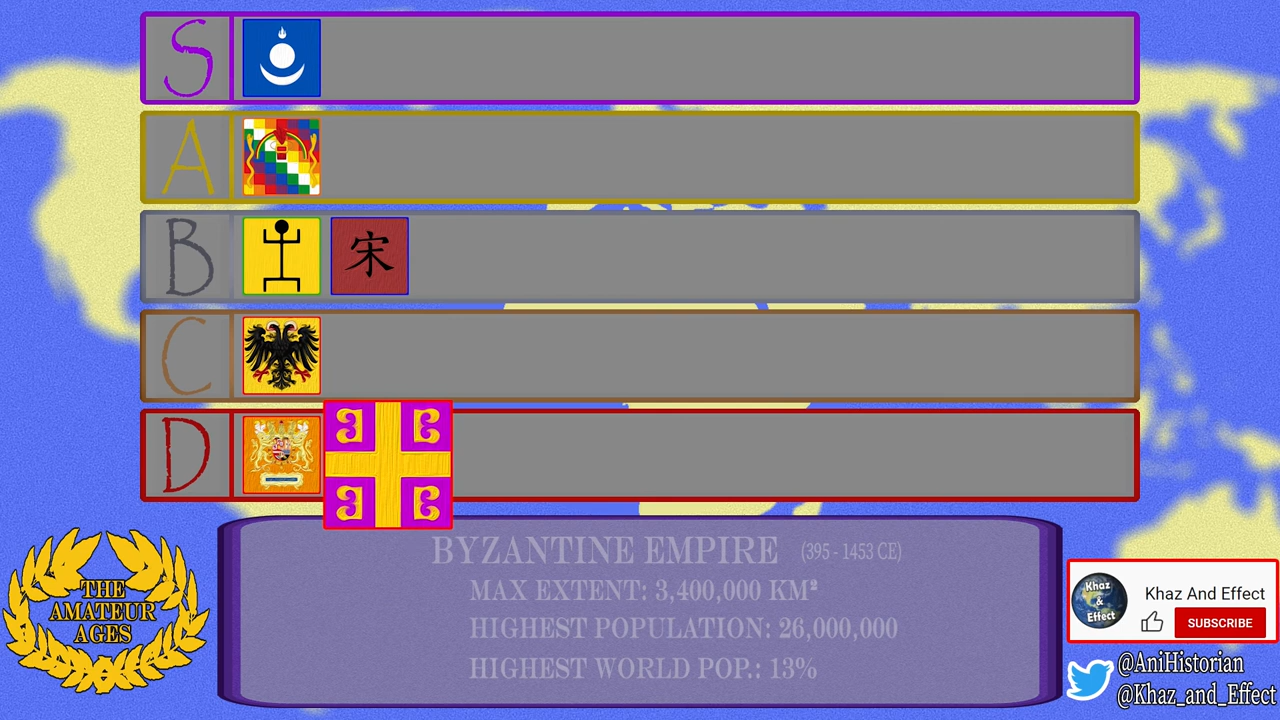 S
A
B
宋
C
D
BYZANTINE EMPIRE (395 - 1453 CE)
MAX EXTENT: 3,400,000 KM²
HIGHEST POPULATION: 26,000,000
HIGHEST WORLD POP.: 13%
THE
AMATEUR
AGES
Khaz
&
Effect
Khaz And Effect
SUBSCRIBE
@AniHistorian
@Khaz_and_Effect